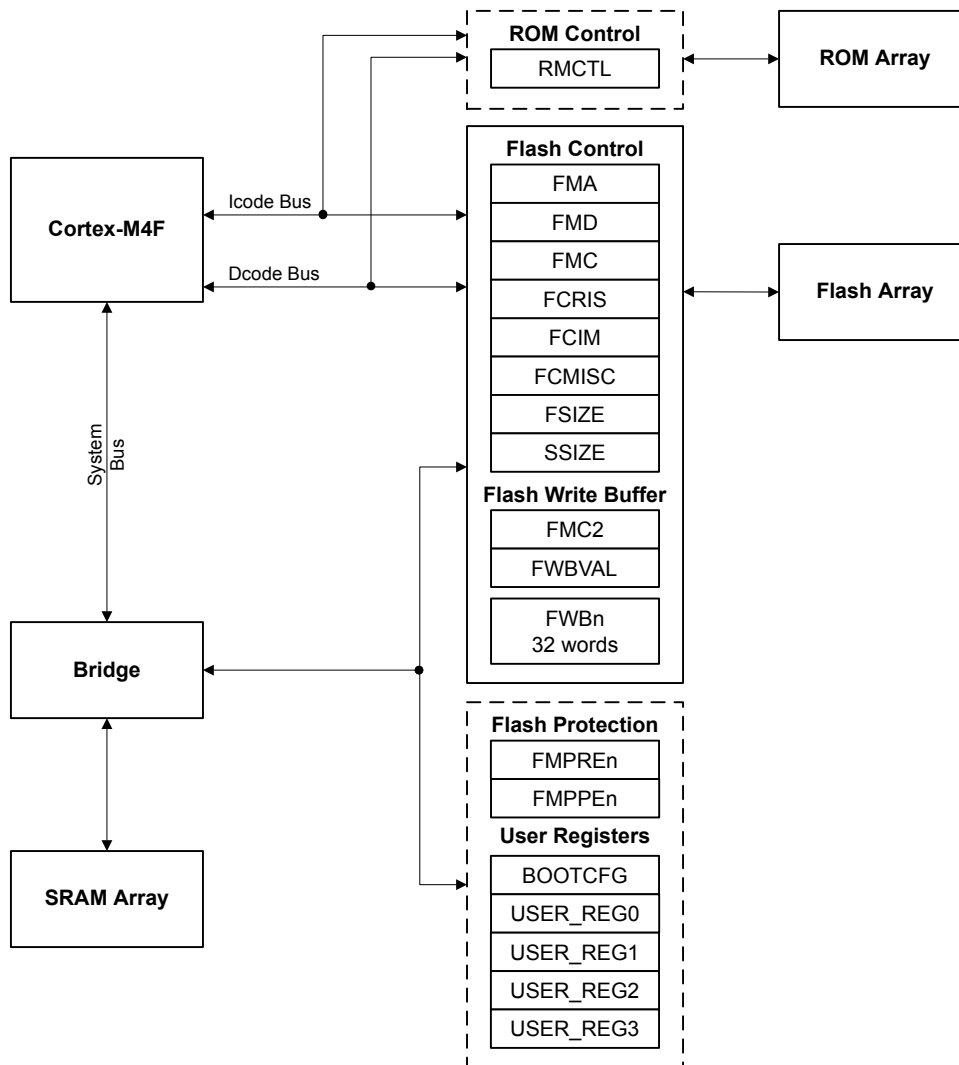 ROM Control
RMCTL
ROM Array
Flash Control
FMA
FMD
FMC
FCRIS
FCIM
FCMISC
FSIZE
SSIZE
Flash Write Buffer
FMC2
FWBVAL
FWBn
32 words
Cortex-M4F
Icode Bus
Dcode Bus
Flash Array
System
Bus
Bridge
SRAM Array
Flash Protection
FMPREn
FMPPEn
User Registers
BOOTCFG
USER_REG0
USER_REG1
USER_REG2
USER_REG3